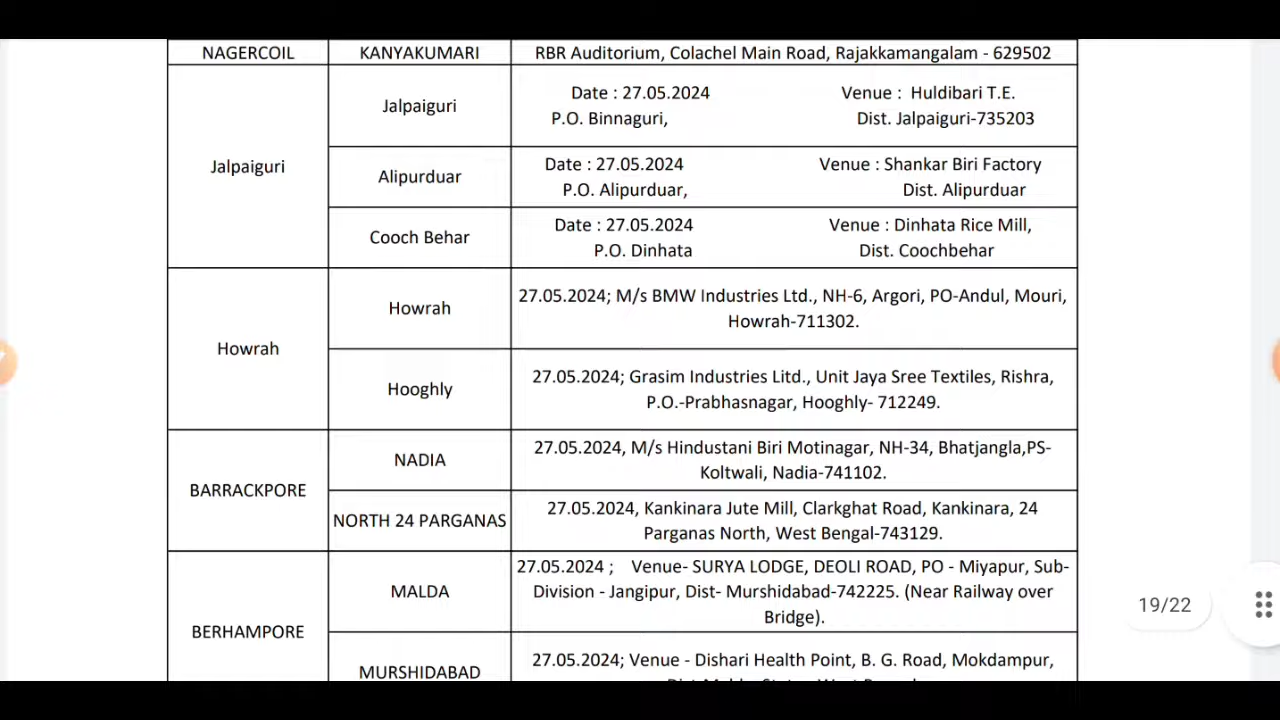 NAGERCOIL KANYAKUMARI RBR Auditorium, Colachel Main Road, Rajakkamangalam - 629502
Jalpaiguri
Jalpaiguri
Date : 27.05.2024 Venue : Huldibari T.E.
P.O. Binnaguri, Dist. Jalpaiguri-735203
Alipurduar
Date : 27.05.2024 Venue : Shankar Biri Factory
P.O. Alipurduar, Dist. Alipurduar
Cooch Behar
Date : 27.05.2024 Venue : Dinhata Rice Mill,
P.O. Dinhata Dist. Coochbehar
Howrah
Howrah
27.05.2024; M/s BMW Industries Ltd., NH-6, Argori, PO-Andul, Mouri,
Howrah-711302.
Hooghly
27.05.2024; Grasim Industries Litd., Unit Jaya Sree Textiles, Rishra,
P.O.-Prabhasnagar, Hooghly- 712249.
BARRACKPORE
NADIA
27.05.2024, M/s Hindustani Biri Motinagar, NH-34, Bhatjangla,PS-
Koltwali, Nadia-741102.
NORTH 24 PARGANAS
27.05.2024, Kankinara Jute Mill, Clarkghat Road, Kankinara, 24
Parganas North, West Bengal-743129.
BERHAMPORE
MALDA
27.05.2024 ; Venue- SURYA LODGE, DEOLI ROAD, PO - Miyapur, Sub-
Division - Jangipur, Dist- Murshidabad-742225. (Near Railway over
Bridge).
MURSHIDABAD
27.05.2024; Venue - Dishari Health Point, B. G. Road, Mokdampur,
19/22